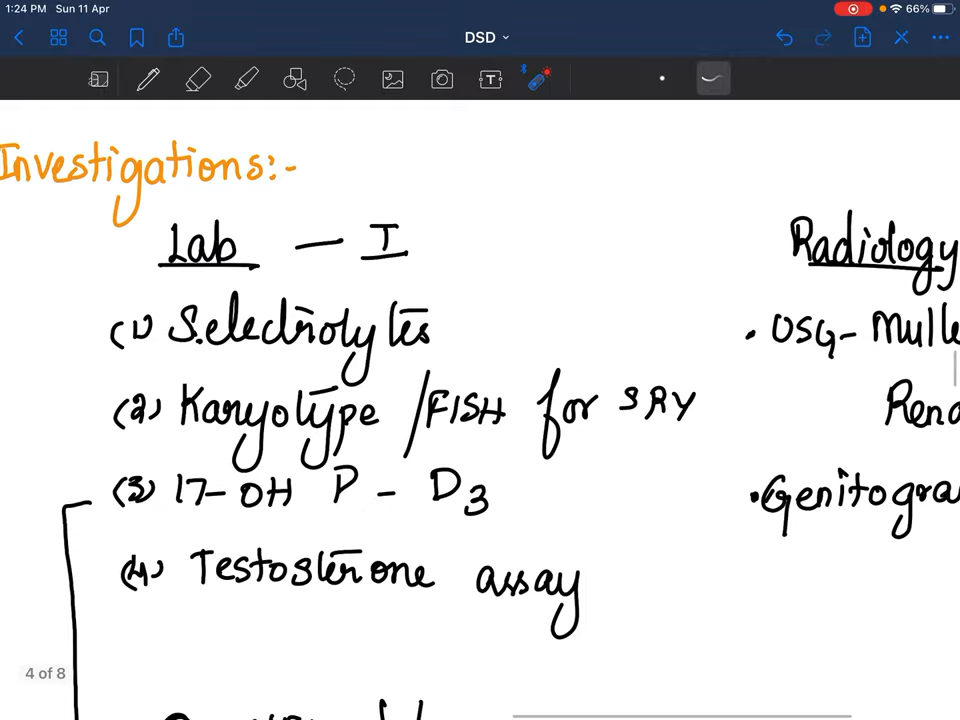 1:24 PM Sun 11 Apr
66%
DSD
Investigations:-
Lab - I
(1) S.electrolytes
(2) Karyotype /FISH for SRY
(3) 17-OH P - D3
(4) Testosterone assay
Radiology
• USG- Mulle
Rena
• Genitogra
4 of 8